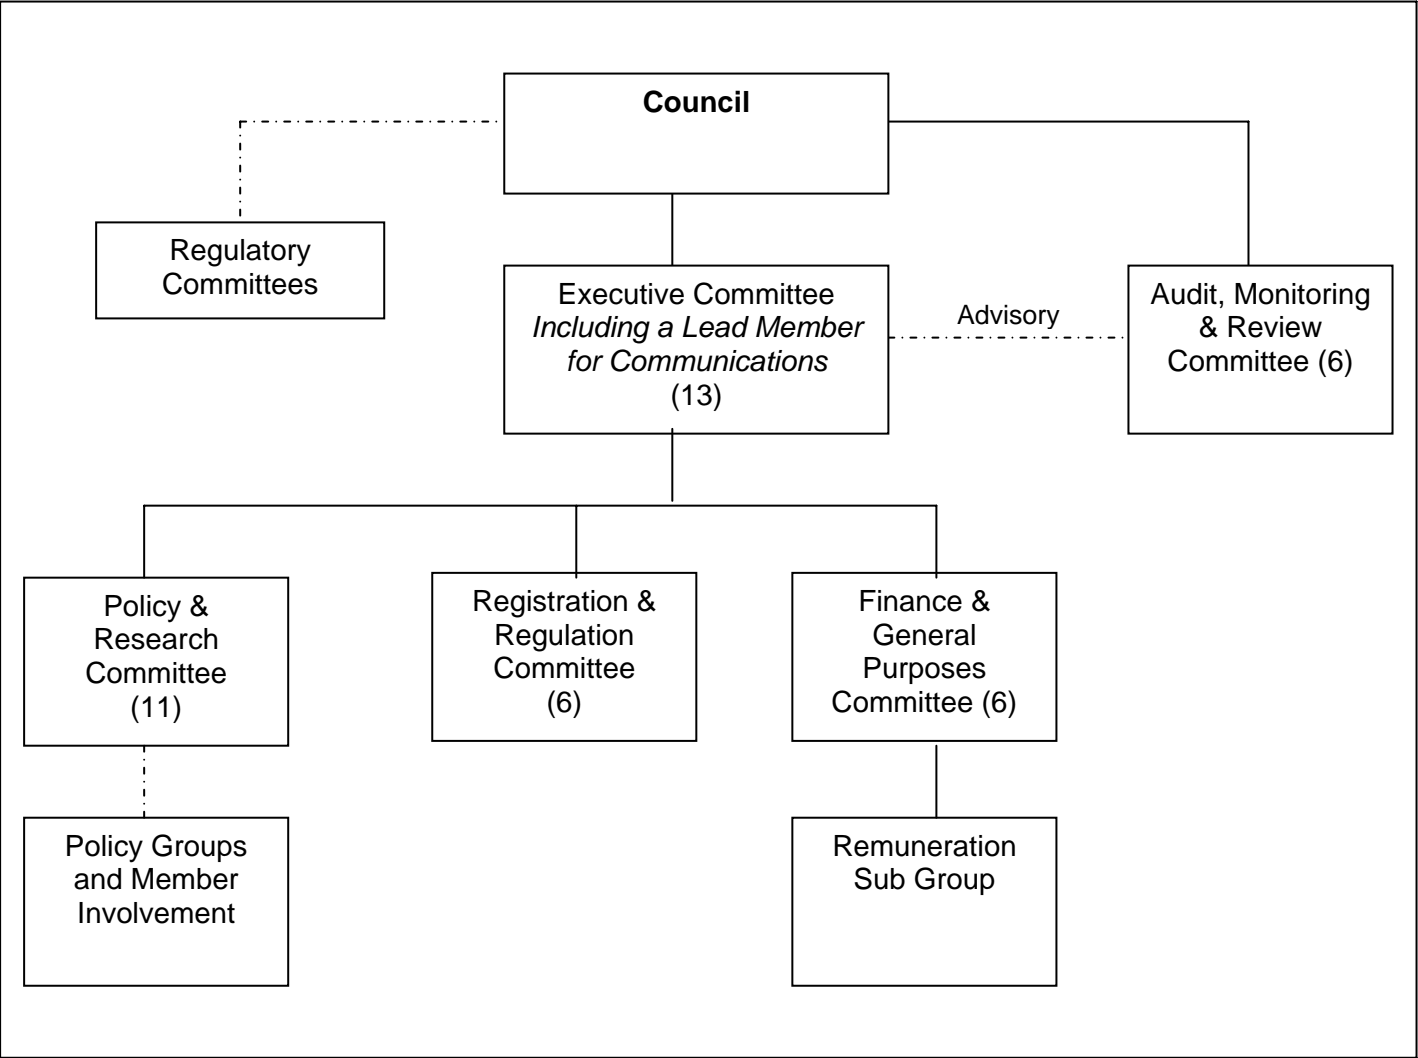 Council
Regulatory
Committees
Executive Committee
Including a Lead Member
for Communications
(13)
Advisory
Audit, Monitoring
& Review
Committee (6)
Policy &
Research
Committee
(11)
Registration &
Regulation
Committee
(6)
Finance &
General
Purposes
Committee (6)
Policy Groups
and Member
Involvement
Remuneration
Sub Group